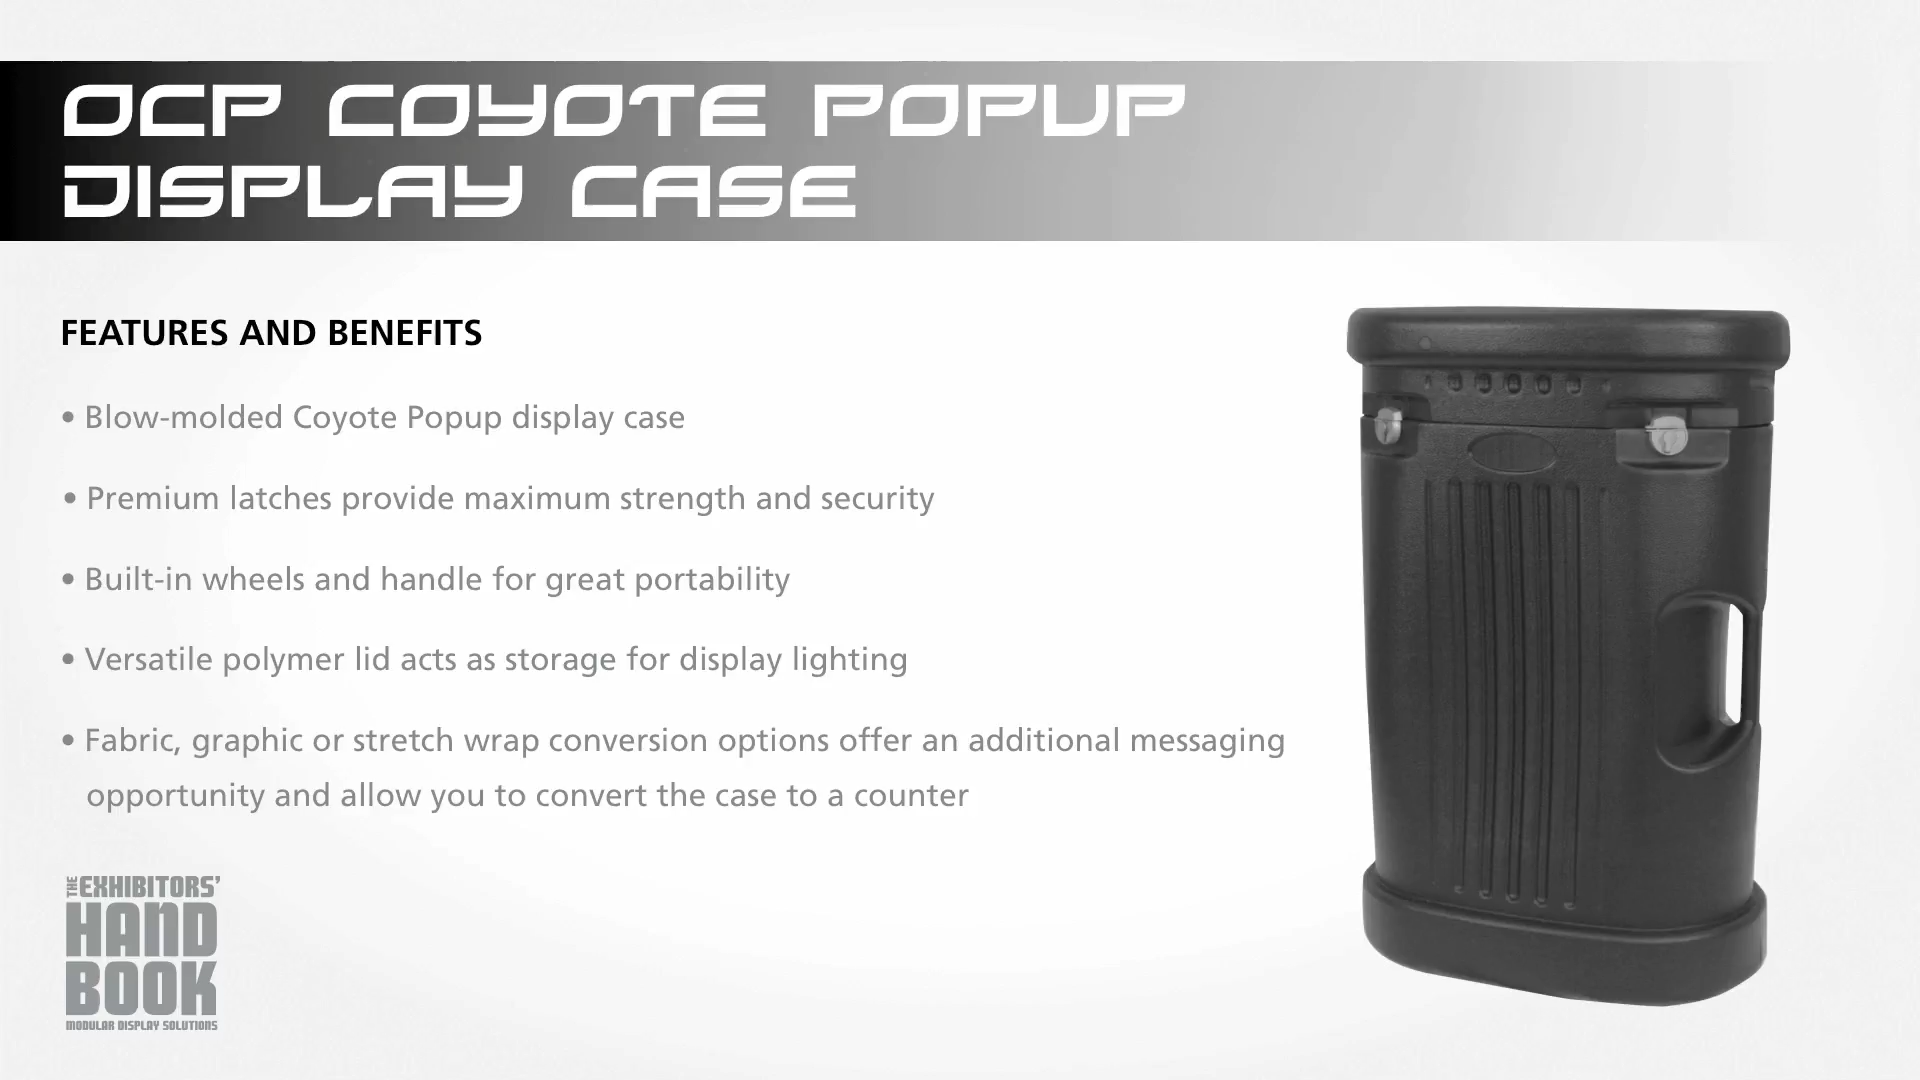 OCP COYOTE POPUP
DISPLAY CASE
FEATURES AND BENEFITS
• Blow-molded Coyote Popup display case
• Premium latches provide maximum strength and security
• Built-in wheels and handle for great portability
• Versatile polymer lid acts as storage for display lighting
• Fabric, graphic or stretch wrap conversion options offer an additional messaging
opportunity and allow you to convert the case to a counter
THE EXHIBITORS'
HAND
BOOK
MODULAR DISPLAY SOLUTIONS